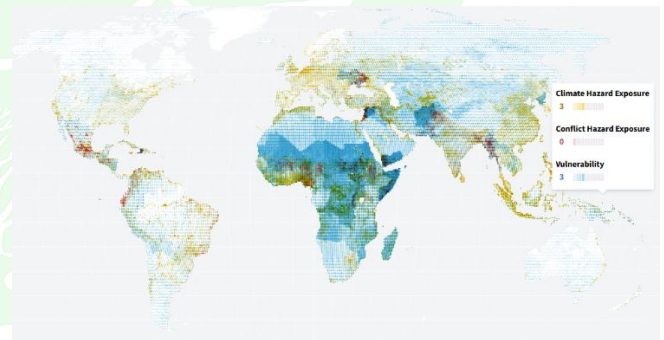 Climate Hazard Exposure
3
Conflict Hazard Exposure
0
Vulnerability
3